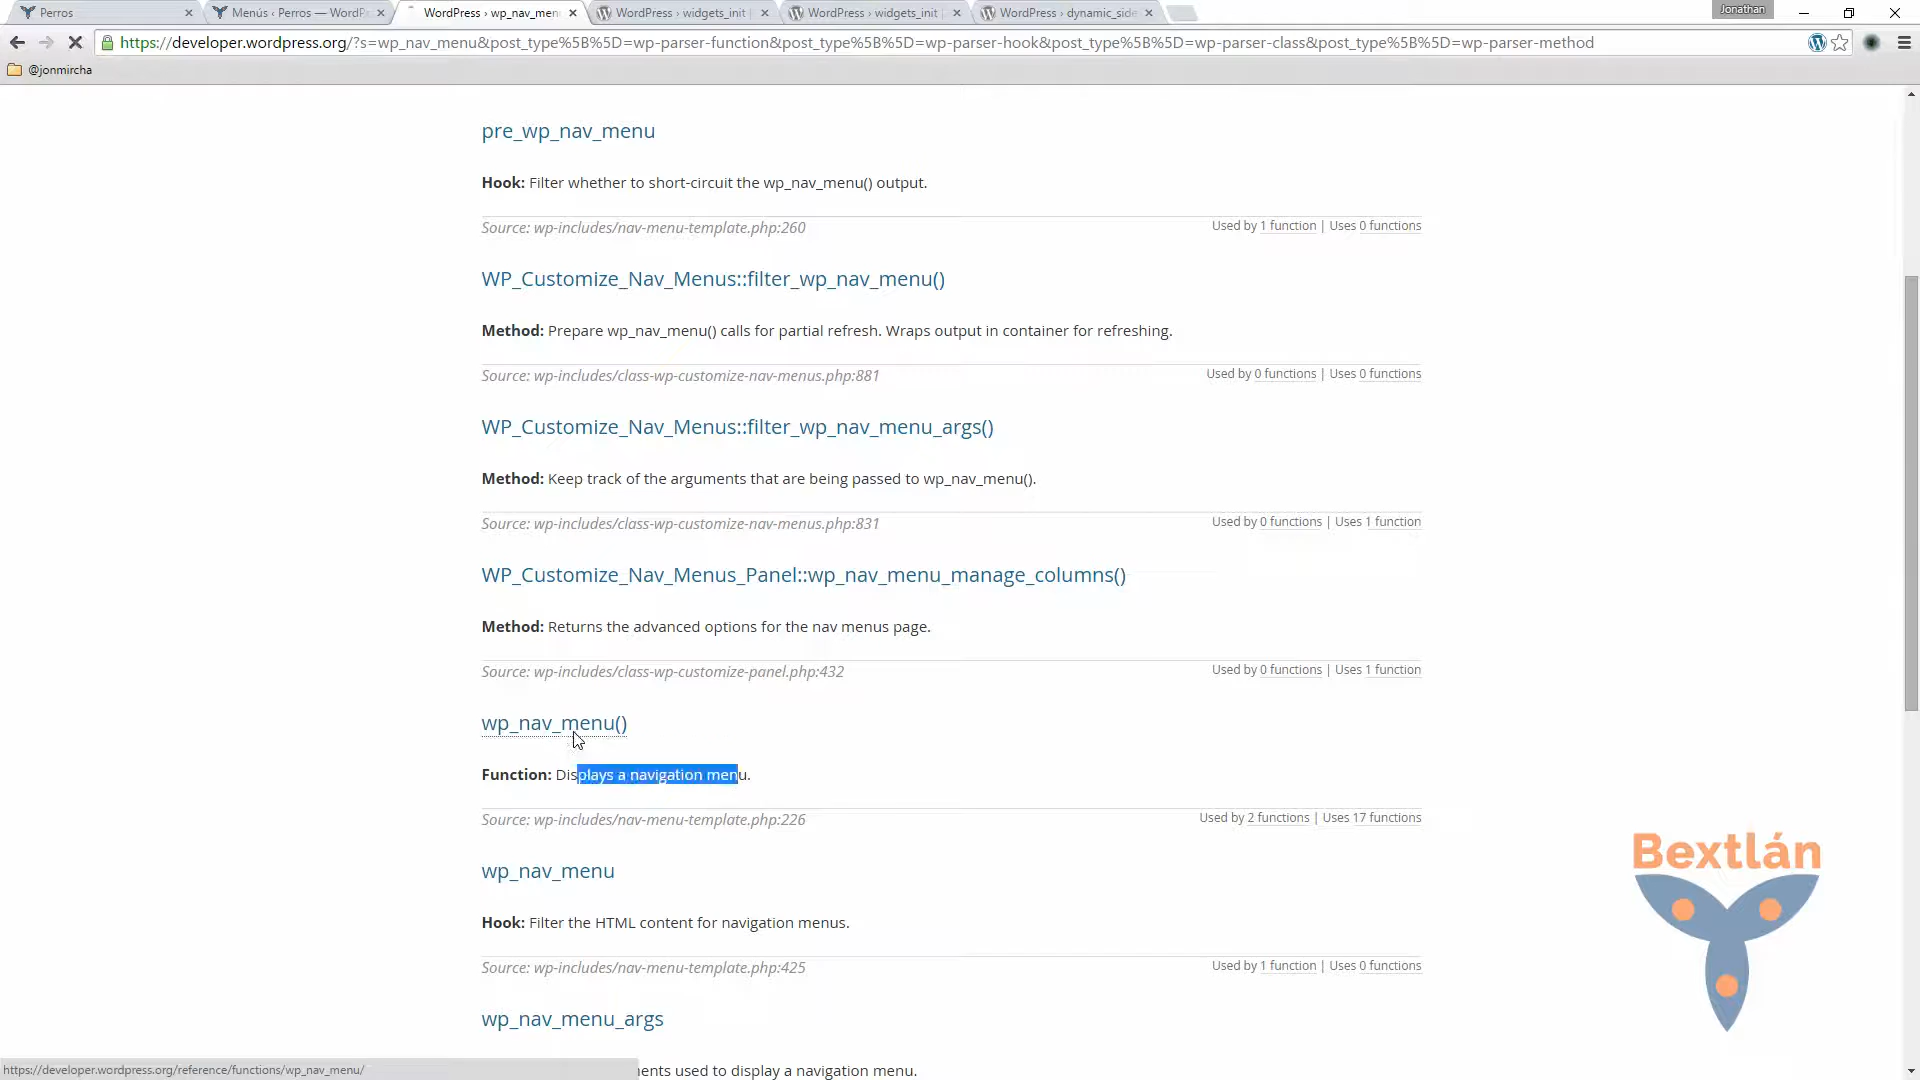 Perros
Menús ‹ Perros — WordP
WordPress › wp_nav_men
WordPress › widgets_init
WordPress › widgets_init
WordPress › dynamic_side
Jonathan
https://developer.wordpress.org/?s=wp_nav_menu&post_type%5B%5D=wp-parser-function&post_type%5B%5D=wp-parser-hook&post_type%5B%5D=wp-parser-class&post_type%5B%5D=wp-parser-method
@jonmircha
pre_wp_nav_menu
Hook: Filter whether to short-circuit the wp_nav_menu() output.
Source: wp-includes/nav-menu-template.php:260
Used by 1 function | Uses 0 functions
WP_Customize_Nav_Menus::filter_wp_nav_menu()
Method: Prepare wp_nav_menu() calls for partial refresh. Wraps output in container for refreshing.
Source: wp-includes/class-wp-customize-nav-menus.php:881
Used by 0 functions | Uses 0 functions
WP_Customize_Nav_Menus::filter_wp_nav_menu_args()
Method: Keep track of the arguments that are being passed to wp_nav_menu().
Source: wp-includes/class-wp-customize-nav-menus.php:831
Used by 0 functions | Uses 1 function
WP_Customize_Nav_Menus_Panel::wp_nav_menu_manage_columns()
Method: Returns the advanced options for the nav menus page.
Source: wp-includes/class-wp-customize-panel.php:432
Used by 0 functions | Uses 1 function
wp_nav_menu()
Function: Displays a navigation menu.
Source: wp-includes/nav-menu-template.php:226
Used by 2 functions | Uses 17 functions
wp_nav_menu
Hook: Filter the HTML content for navigation menus.
Source: wp-includes/nav-menu-template.php:425
Used by 1 function | Uses 0 functions
wp_nav_menu_args
ents used to display a navigation menu.
https://developer.wordpress.org/reference/functions/wp_nav_menu/
Bextlán